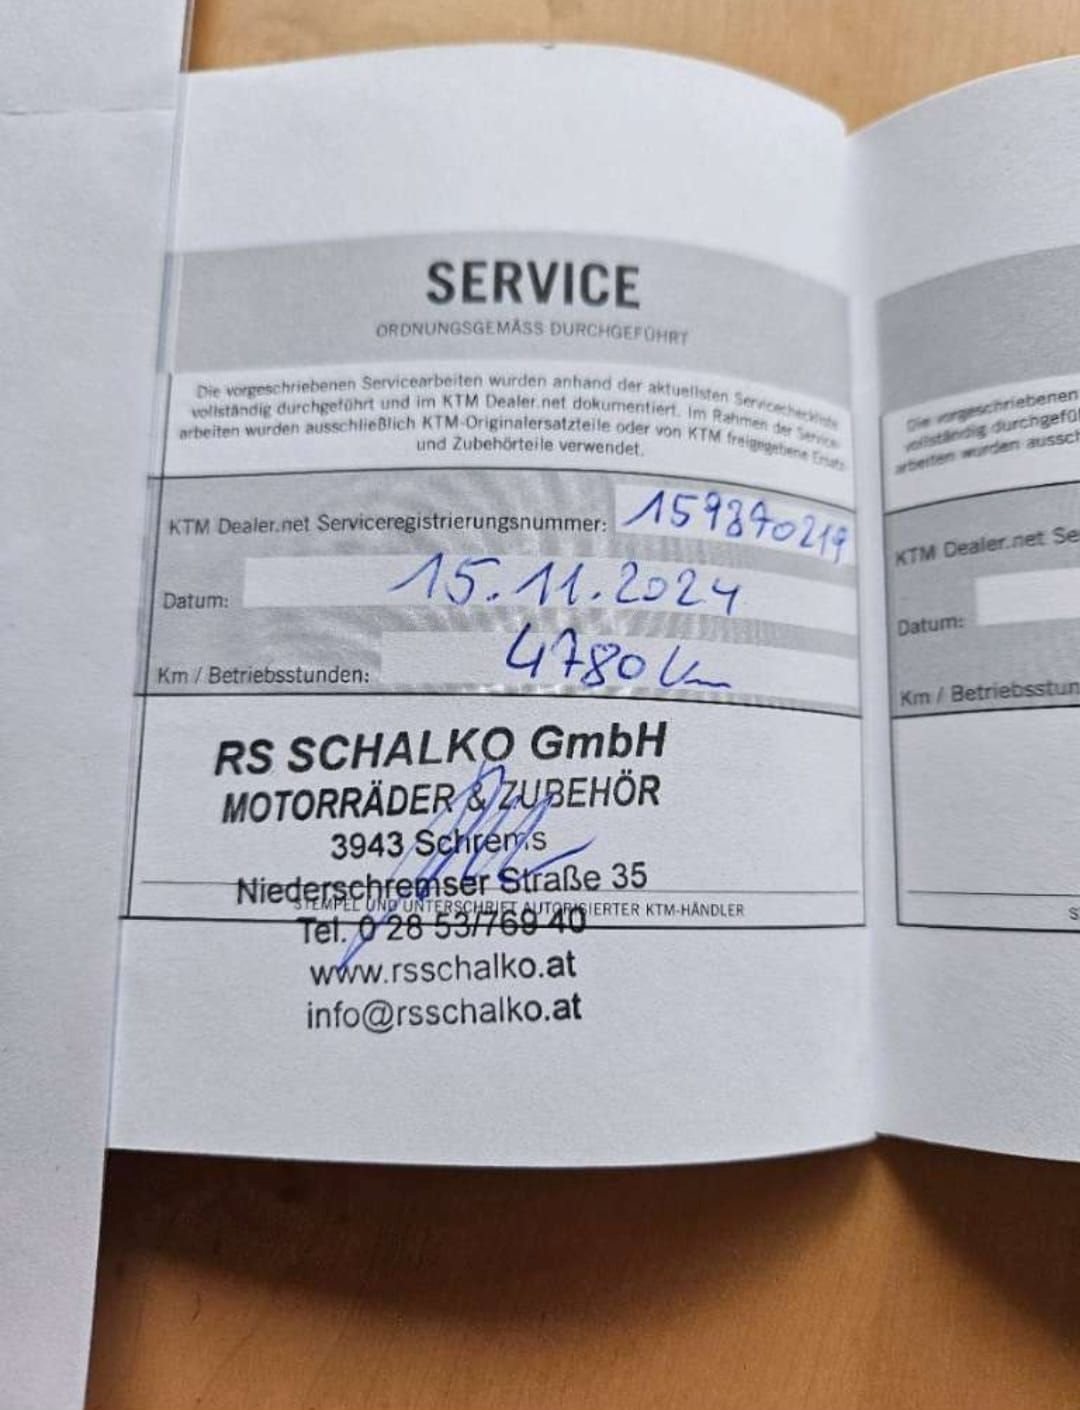 SERVICE
ORDNUNGSGEMÄSS DURCHGEFÜHRT
Die vorgeschriebenen Servicearbeiten wurden anhand der aktuellsten Servicecheckliste
vollständig durchgeführt und im KTM Dealer.net dokumentiert. Im Rahmen der Service-
arbeiten wurden ausschließlich KTM-Originalersatzteile oder von KTM freigegebene Ersatz-
und Zubehörteile verwendet.
KTM Dealer.net Serviceregistrierungsnummer: 159370219
Datum: 15.11.2024
Km / Betriebsstunden: 4780 Km
RS SCHALKO GmbH
MOTORRÄDER & ZUBEHÖR
3943 Schrems
Niederschremser Straße 35
STEMPEL UND UNTERSCHRIFT AUTORISIERTER KTM-HÄNDLER
Tel. 0 28 53/769 40
www.rsschalko.at
info@rsschalko.at
Die vorgeschriebenen
vollständig durchgefü
arbeiten wurden aussch
KTM Dealer.net Se
Datum:
Km / Betriebsstun
S